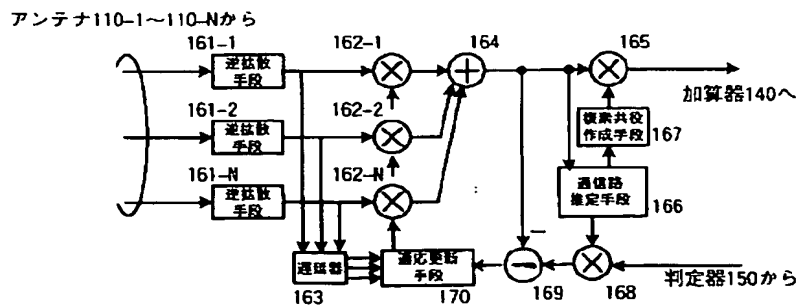 アンテナ110-1～110-Nから
161-1
162-1
164
165
逆拡散
手段
加算器140へ
161-2
162-2
逆拡散
手段
複素共役
作成手段
167
161-N
162-N
逆拡散
手段
通信路
推定手段
166
遅延器
適応更新
手段
判定器150から
163
170
169
168